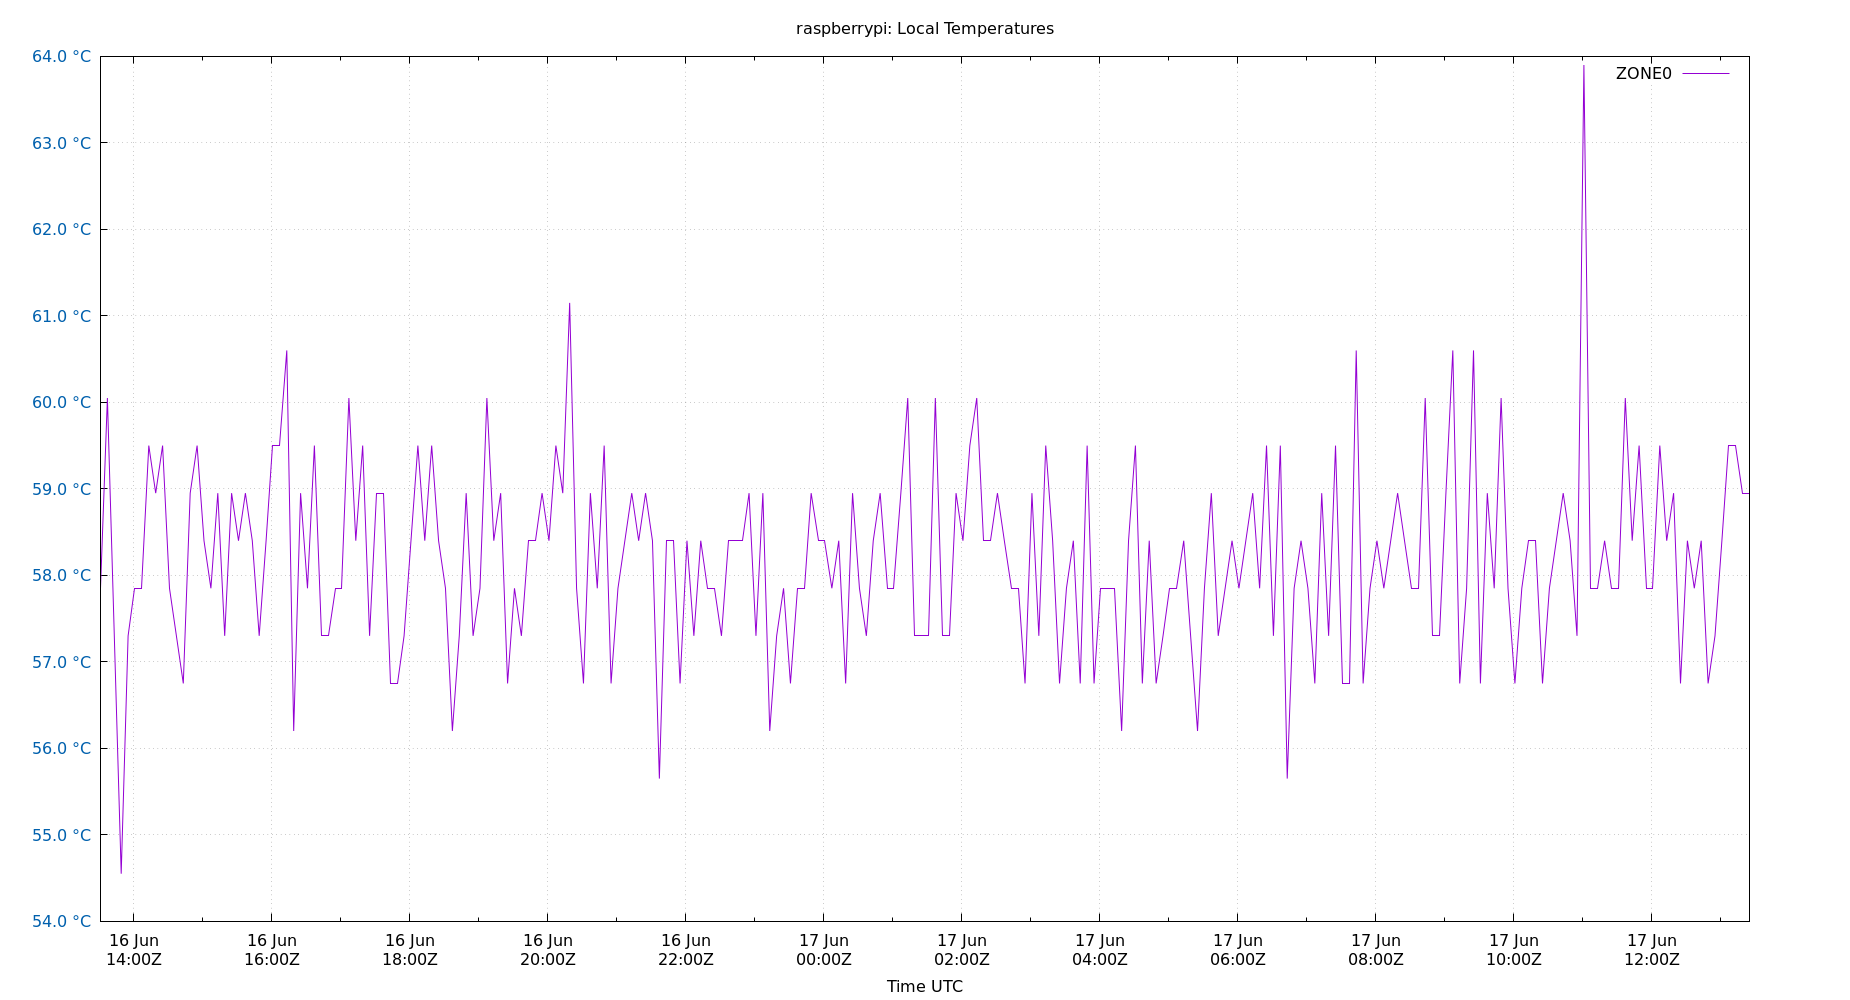 raspberrypi: Local Temperatures
64.0 °C
ZONE0
63.0 °C
62.0 °C
61.0 °C
60.0 °C
59.0 °C
58.0 °C
57.0 °C
56.0 °C
55.0 °C
54.0 °C
16 Jun 16 Jun 16 Jun 16 Jun 16 Jun 17 Jun 17 Jun 17 Jun 17 Jun 17 Jun 17 Jun 17 Jun
14:00Z 16:00Z 18:00Z 20:00Z 22:00Z 00:00Z 02:00Z 04:00Z 06:00Z 08:00Z 10:00Z 12:00Z
Time UTC